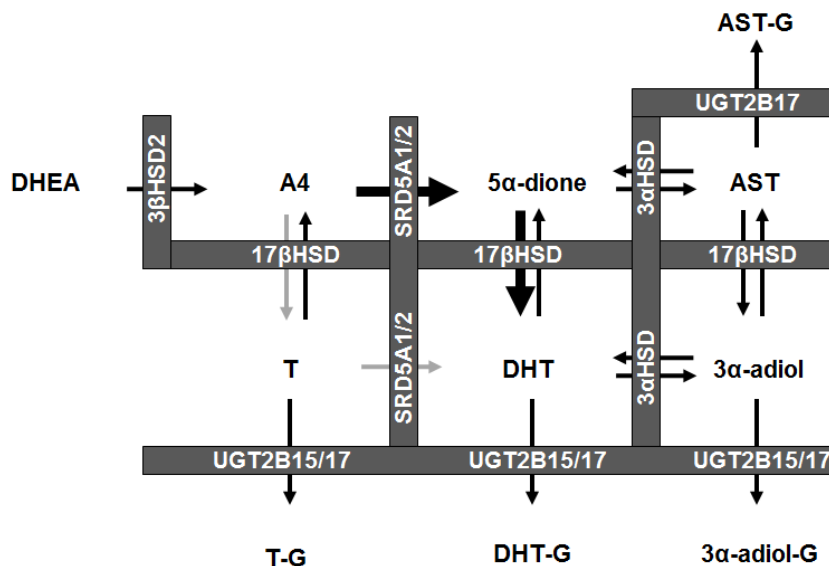 AST-G
UGT2B17
DHEA
3βHSD2
A4
SRD5A1/2
5α-dione
3αHSD
AST
17βHSD
17βHSD
17βHSD
T
SRD5A1/2
DHT
3αHSD
3α-adiol
UGT2B15/17
UGT2B15/17
UGT2B15/17
T-G
DHT-G
3α-adiol-G